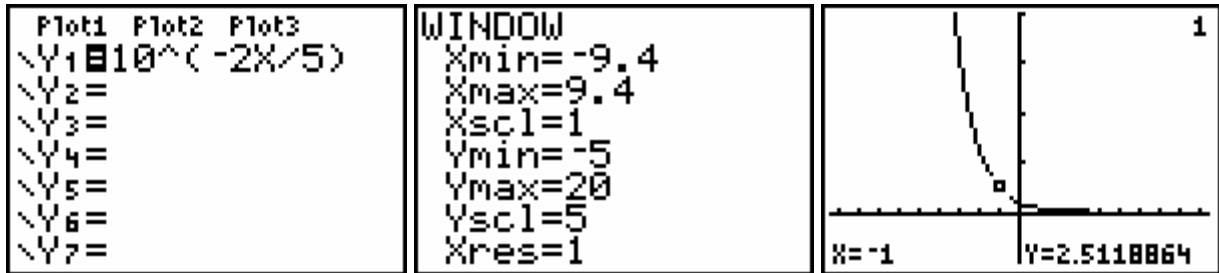 Plot1 Plot2 Plot3
\Y1=10^(-2X/5)
\Y2=
\Y3=
\Y4=
\Y5=
\Y6=
\Y7=
WINDOW
Xmin=-9.4
Xmax=9.4
Xscl=1
Ymin=-5
Ymax=20
Yscl=5
Xres=1
1
X=-1 Y=2.5118864